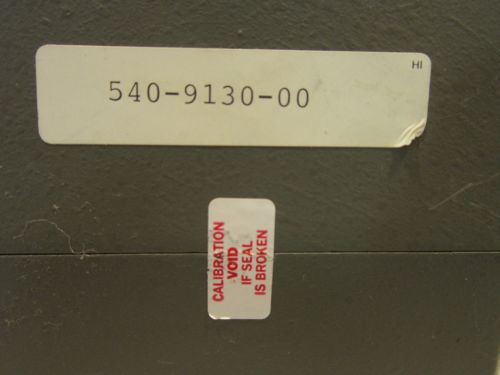 HI
540-9130-00
CALIBRATION
VOID
IF SEAL
IS BROKEN